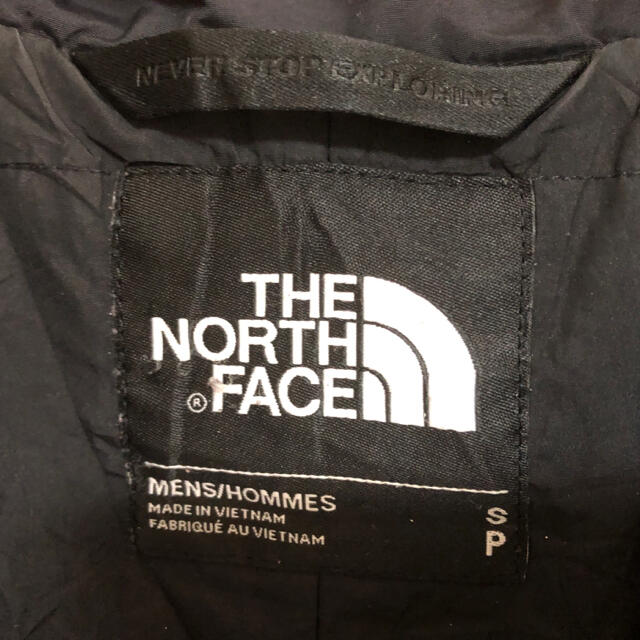 NEVER STOP EXPLORING
THE
NORTH
® FACE
MENS/HOMMES
MADE IN VIETNAM
FABRIQUÉ AU VIETNAM
S
P